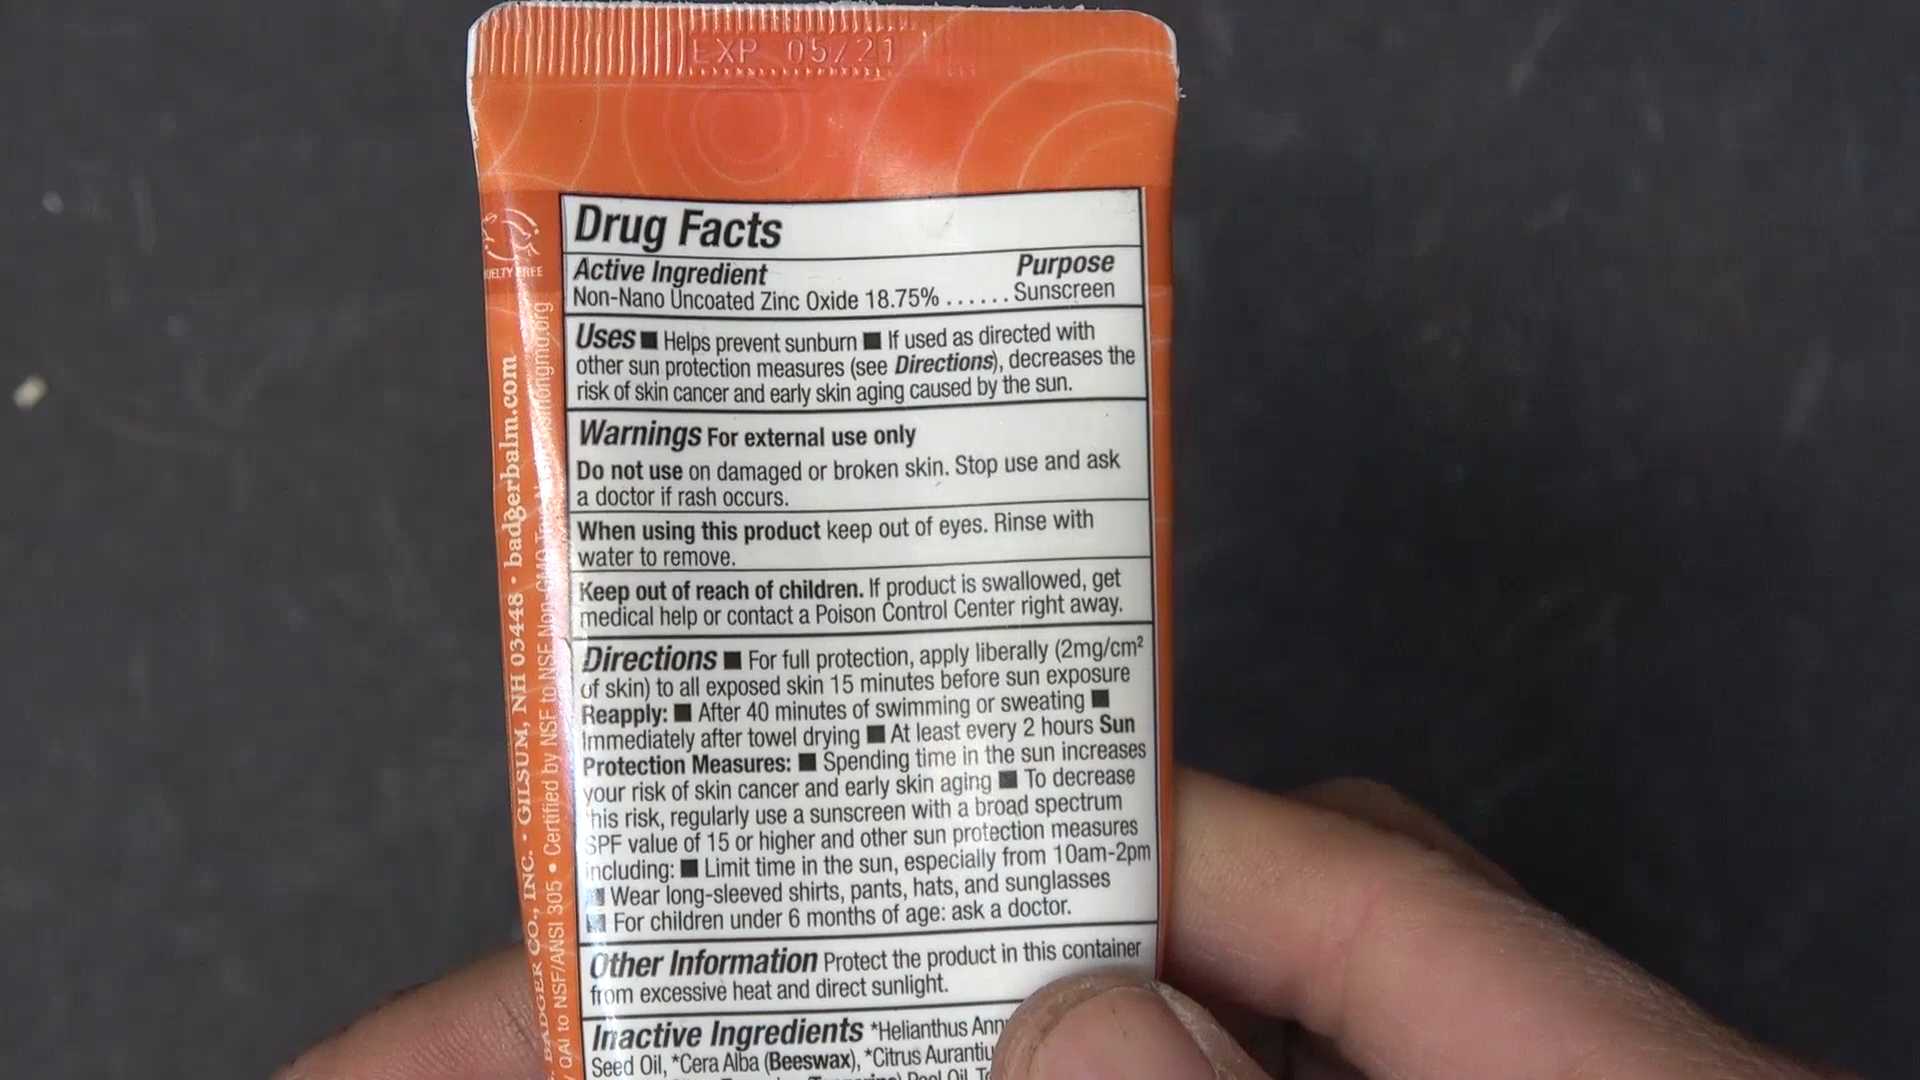 EXP 05/21
Drug Facts
Active Ingredient Purpose
Non-Nano Uncoated Zinc Oxide 18.75% ...... Sunscreen
Uses ■ Helps prevent sunburn ■ If used as directed with
other sun protection measures (see Directions), decreases the
risk of skin cancer and early skin aging caused by the sun.
Warnings For external use only
Do not use on damaged or broken skin. Stop use and ask
a doctor if rash occurs.
When using this product keep out of eyes. Rinse with
water to remove.
Keep out of reach of children. If product is swallowed, get
medical help or contact a Poison Control Center right away.
Directions ■ For full protection, apply liberally (2mg/cm²
of skin) to all exposed skin 15 minutes before sun exposure
Reapply: ■ After 40 minutes of swimming or sweating ■
Immediately after towel drying ■ At least every 2 hours Sun
Protection Measures: ■ Spending time in the sun increases
your risk of skin cancer and early skin aging ■ To decrease
this risk, regularly use a sunscreen with a broad spectrum
SPF value of 15 or higher and other sun protection measures
including: ■ Limit time in the sun, especially from 10am-2pm
■ Wear long-sleeved shirts, pants, hats, and sunglasses
■ For children under 6 months of age: ask a doctor.
Other Information Protect the product in this container
from excessive heat and direct sunlight.
Inactive Ingredients *Helianthus
Seed Oil, *Cera Alba (Beeswax), *Citrus
Peel Oil,
FREE
BADGER CO., INC. • GILSUM, NH 03448 • badgerbalm.com
QAI to NSF/ANSI 305 • Certified by NSF to NSF Non-GMO